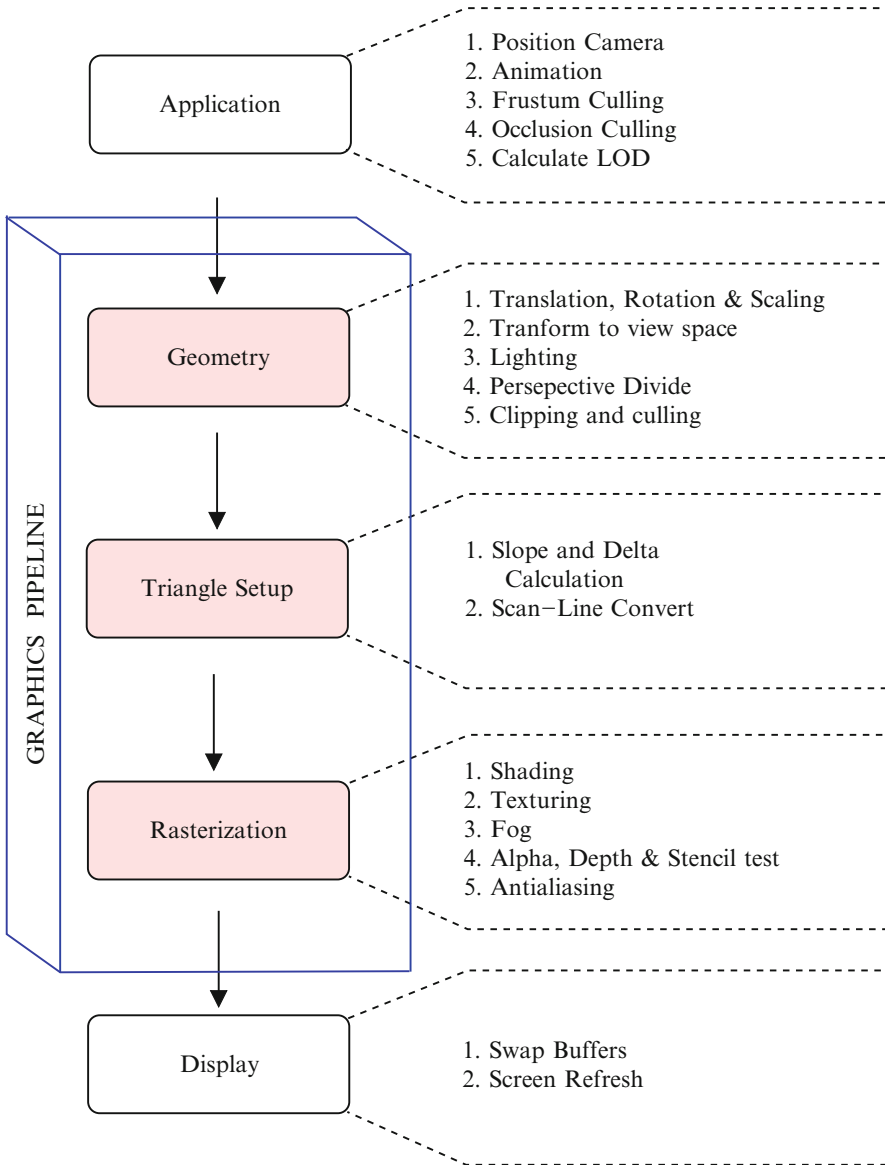 Application
1. Position Camera
2. Animation
3. Frustum Culling
4. Occlusion Culling
5. Calculate LOD
GRAPHICS PIPELINE
Geometry
1. Translation, Rotation & Scaling
2. Tranform to view space
3. Lighting
4. Persepective Divide
5. Clipping and culling
Triangle Setup
1. Slope and Delta
Calculation
2. Scan−Line Convert
Rasterization
1. Shading
2. Texturing
3. Fog
4. Alpha, Depth & Stencil test
5. Antialiasing
Display
1. Swap Buffers
2. Screen Refresh